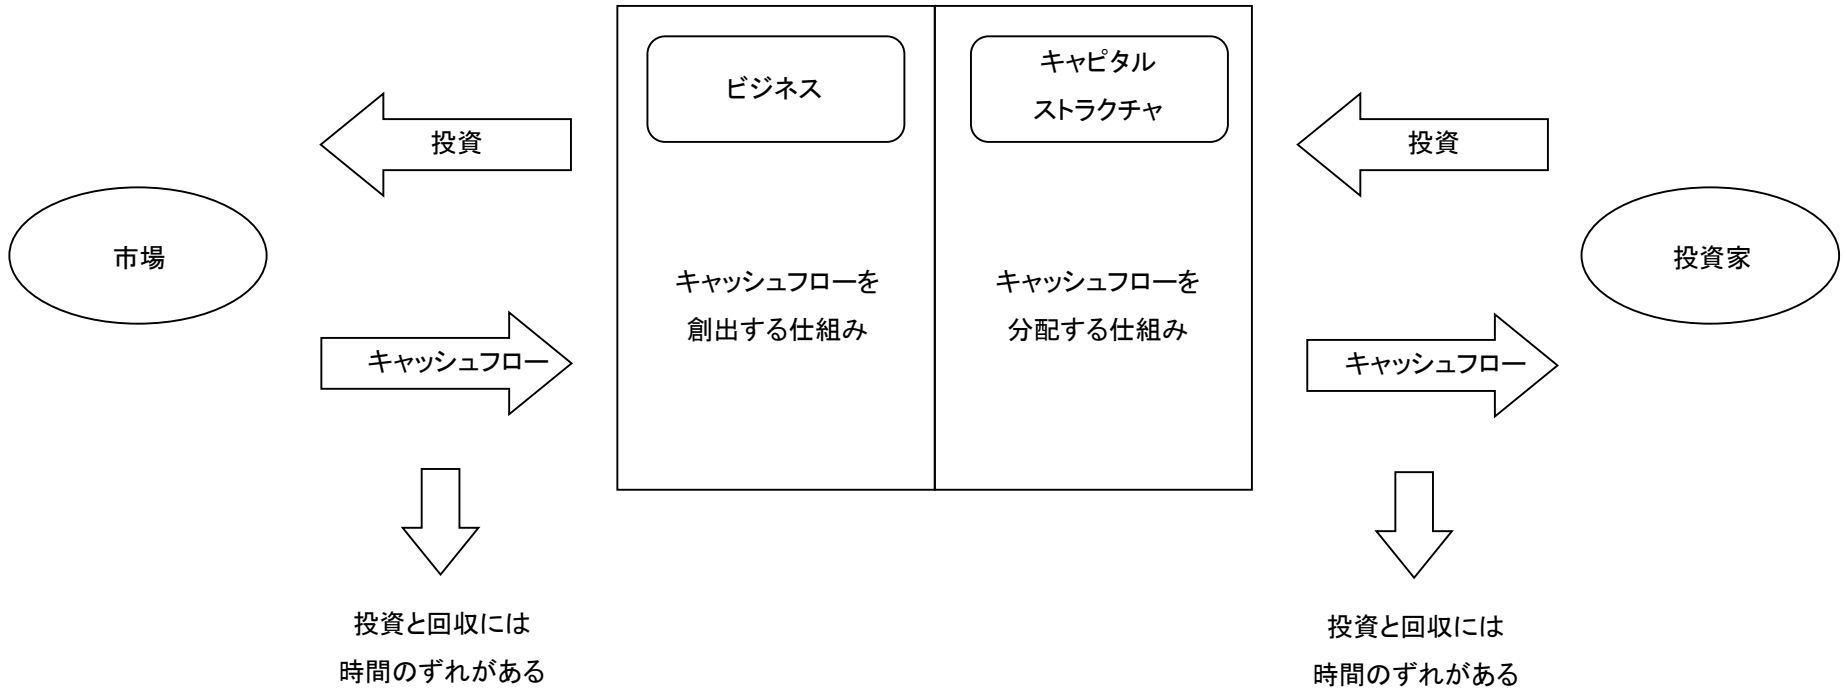 ビジネス
キャピタル
ストラクチャ
投資
投資
市場
投資家
キャッシュフローを
創出する仕組み
キャッシュフローを
分配する仕組み
キャッシュフロー
キャッシュフロー
投資と回収には
時間のずれがある
投資と回収には
時間のずれがある